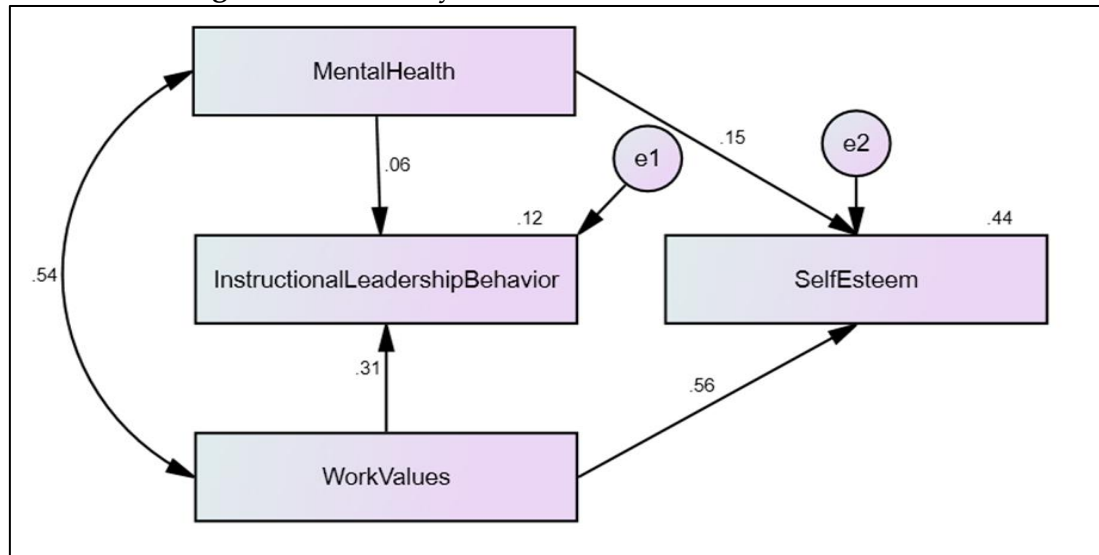 MentalHealth
e1
.15
e2
.06
.12
.44
.54
InstructionalLeadershipBehavior
SelfEsteem
.31
.56
WorkValues